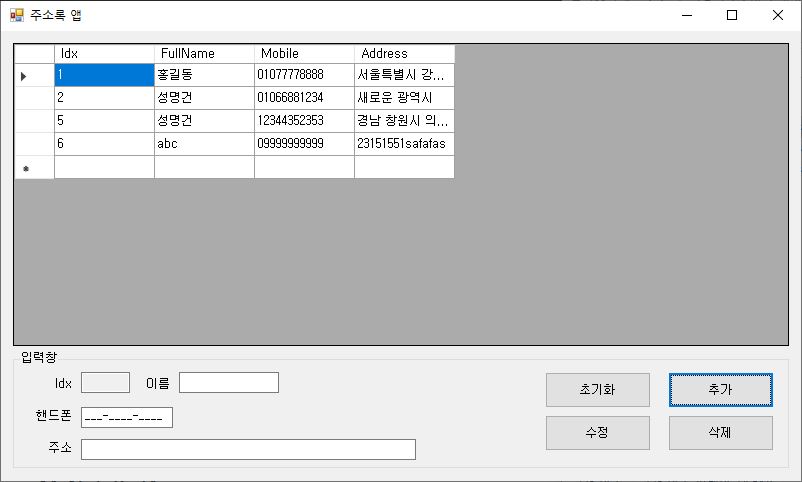 주소록 앱
Idx FullName Mobile Address
1 홍길동 01077778888 서울특별시 강...
2 성명건 01066881234 새로운 광역시
5 성명건 12344352353 경남 창원시 의...
6 abc 09999999999 23151551safafas
입력창
Idx 이름 초기화 추가
핸드폰 ___-____-____
수정 삭제
주소